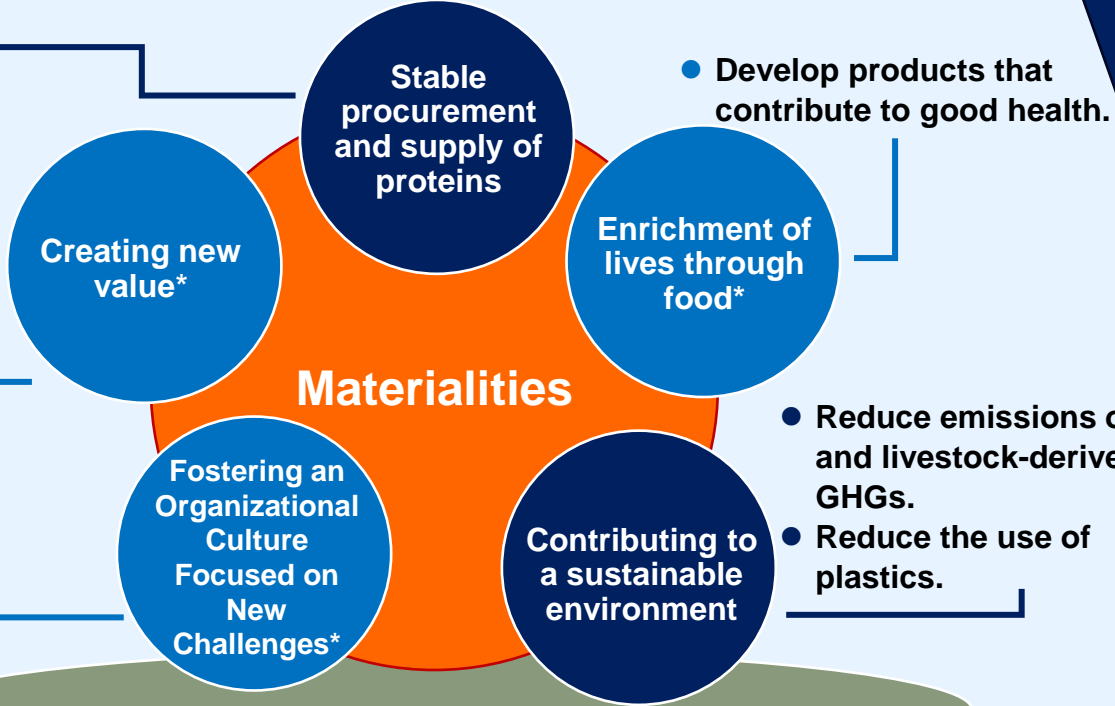 Stable
procurement
and supply of
proteins
● Develop products that
contribute to good health.
Creating new
value*
Enrichment of
lives through
food*
Materialities
● Reduce emissions
and livestock-derive
GHGs.
● Reduce the use of
plastics.
Fostering an
Organizational
Culture
Focused on
New
Challenges*
Contributing to
a sustainable
environment